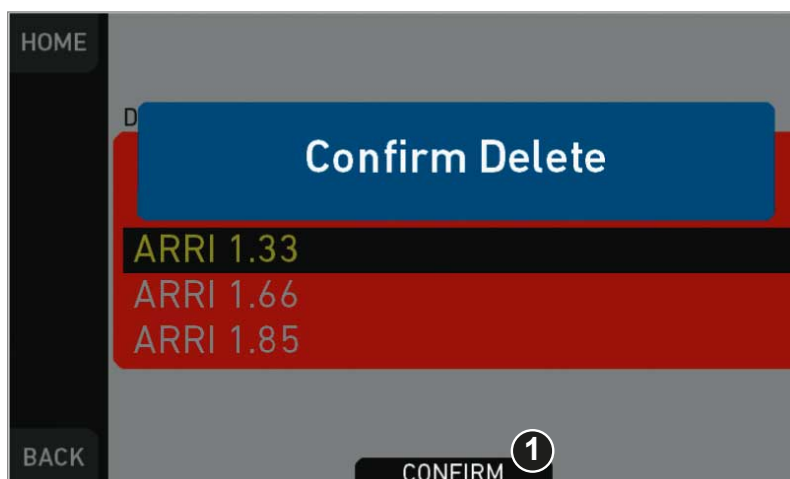 HOME
D
Confirm Delete
ARRI 1.33
ARRI 1.66
ARRI 1.85
BACK
CONFIRM
1